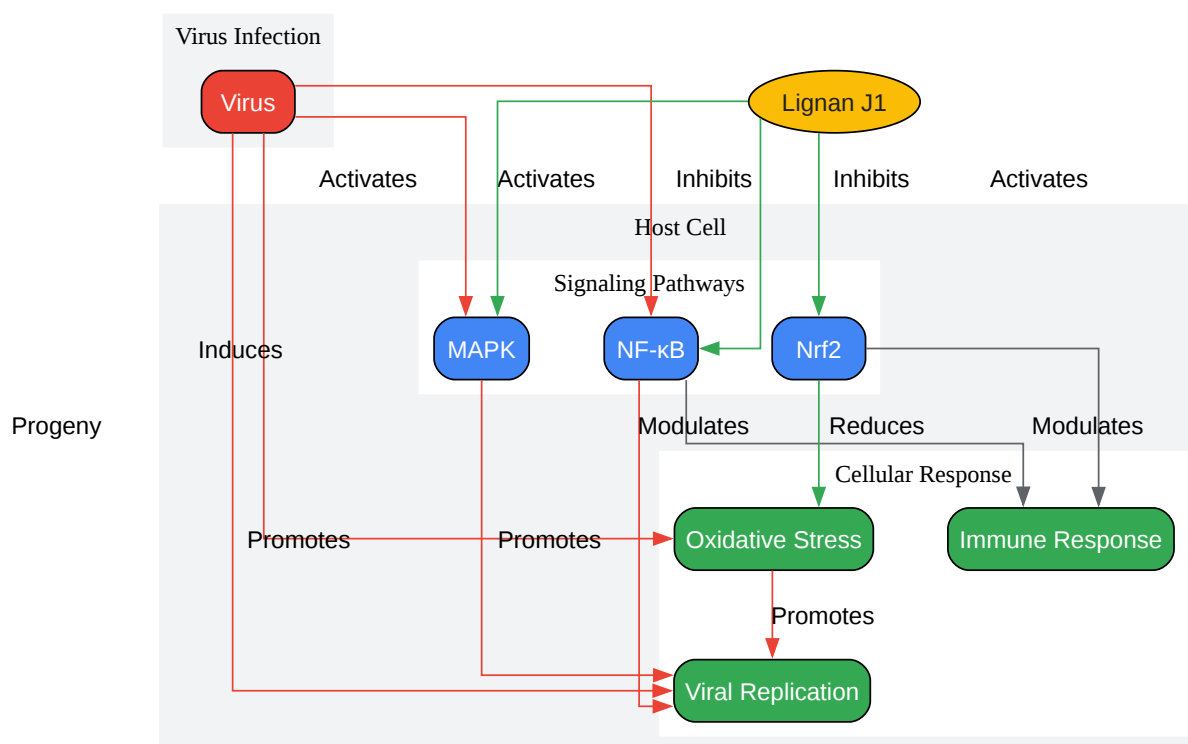 Virus Infection
Virus
Lignan J1
Activates
Activates
Inhibits
Inhibits
Activates
Host Cell
Signaling Pathways
Induces
MAPK
NF-κB
Nrf2
Progeny
Modulates
Reduces
Modulates
Cellular Response
Promotes
Promotes
Oxidative Stress
Immune Response
Promotes
Viral Replication